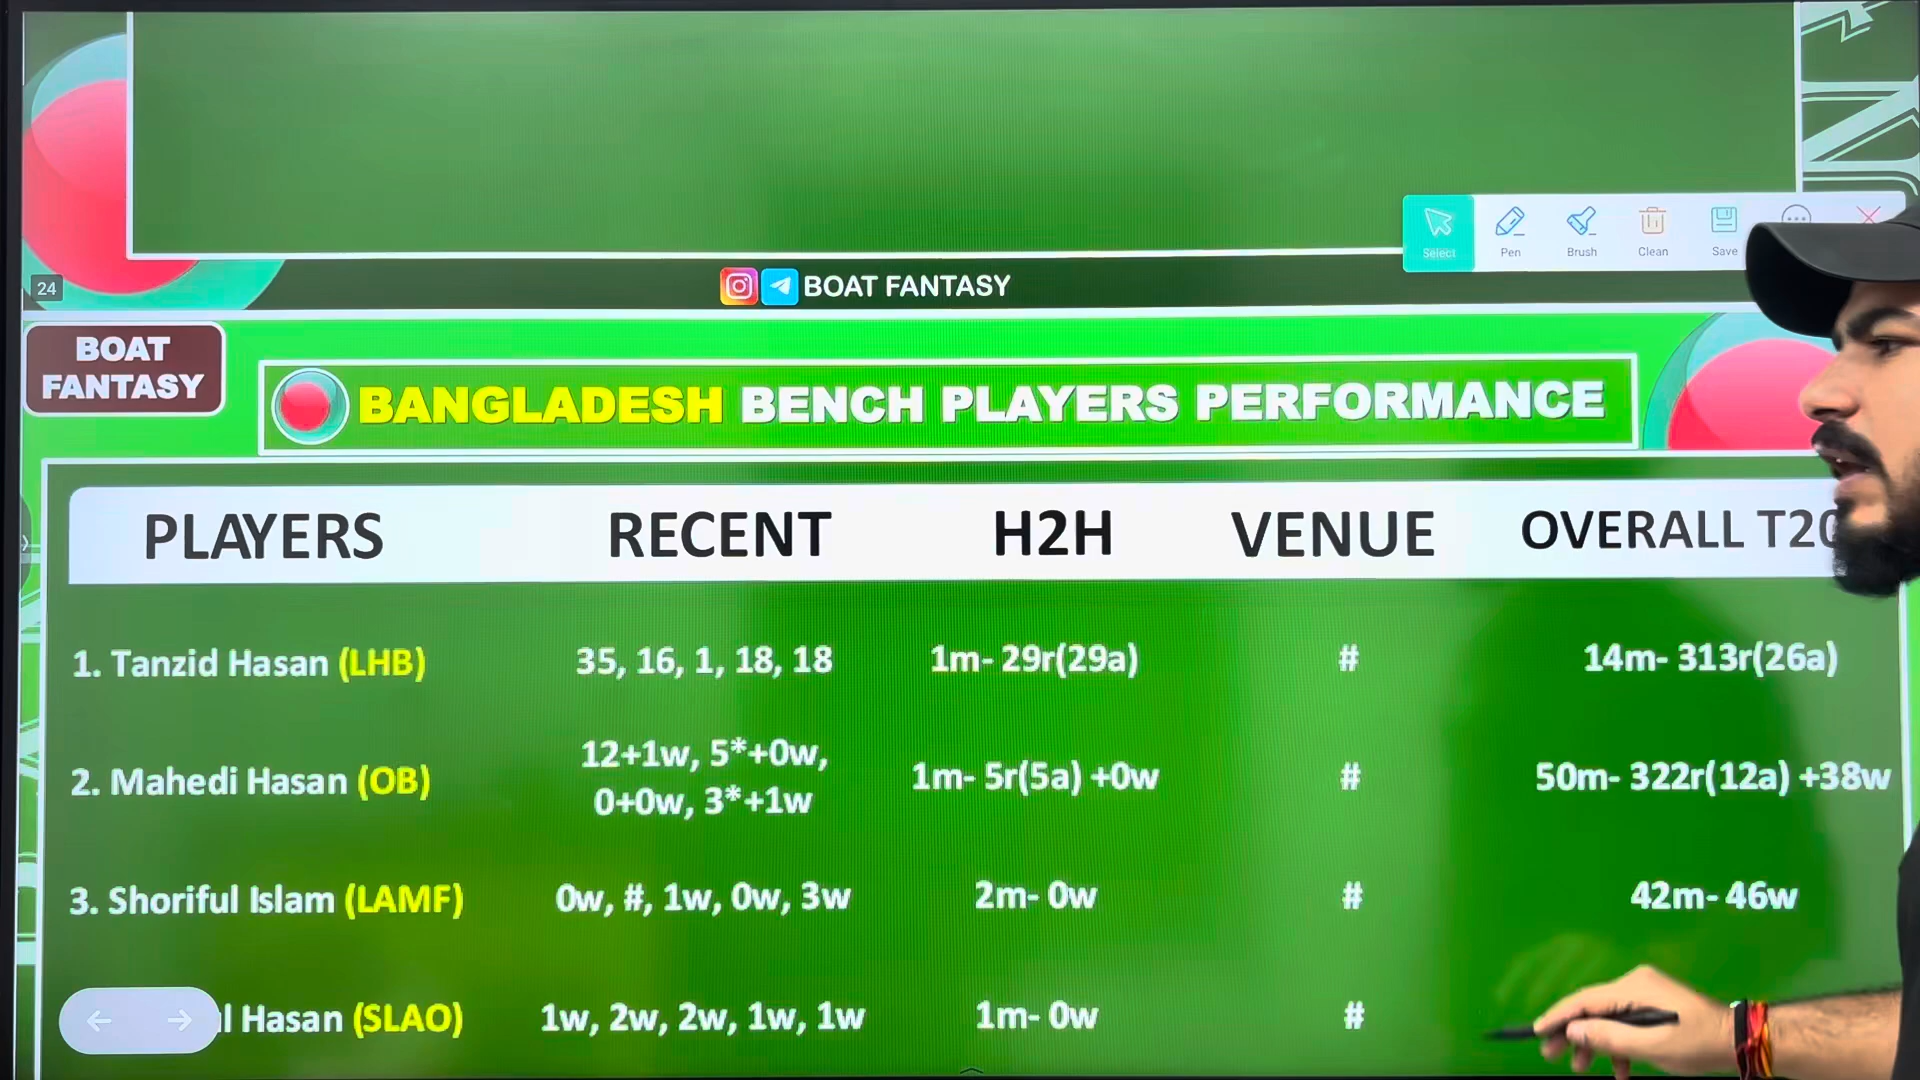 N
Select
Pen
Brush
Clean
Save
24
BOAT FANTASY
BOAT
FANTASY
BANGLADESH BENCH PLAYERS PERFORMANCE
PLAYERS RECENT H2H VENUE OVERALL
1. Tanzid Hasan (LHB) 35, 16, 1, 18, 18 1m- 29r(29a) # 14m- 313r(26a)
2. Mahedi Hasan (OB) 12+1w, 5*+0w, 0+0w, 3*+1w 1m- 5r(5a) +0w # 50m- 322r(12a) +38w
3. Shoriful Islam (LAMF) 0w, #, 1w, 0w, 3w 2m- 0w # 42m- 46w
Hasan (SLAO) 1w, 2w, 2w, 1w, 1w 1m- 0w #